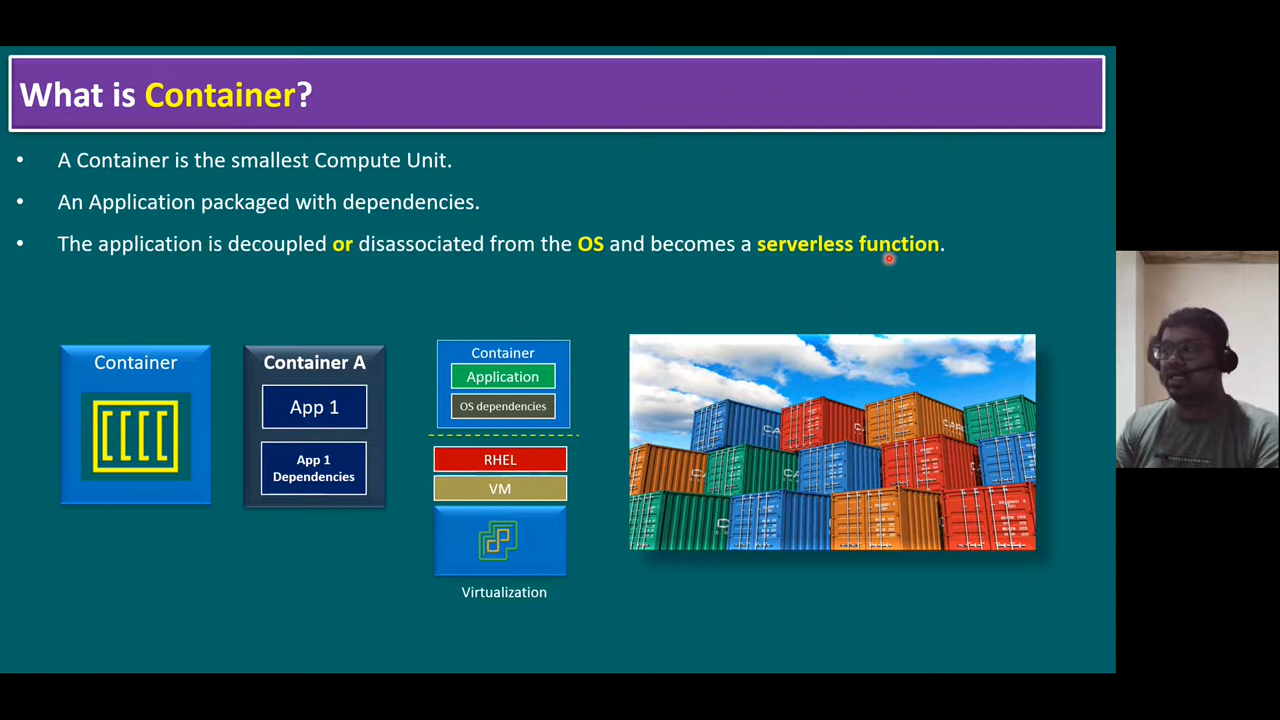 What is Container?
• A Container is the smallest Compute Unit.
• An Application packaged with dependencies.
• The application is decoupled or disassociated from the OS and becomes a serverless function.
Container
Container A
App 1
App 1
Dependencies
Container
Application
OS dependencies
RHEL
VM
Virtualization